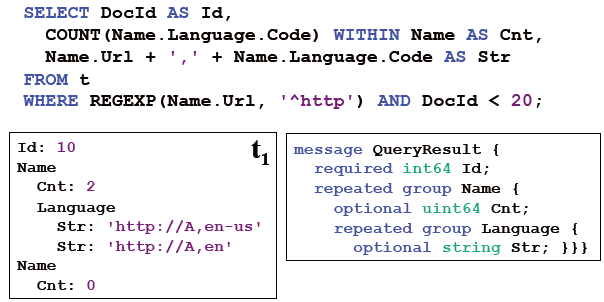 SELECT DocId AS Id,
COUNT(Name.Language.Code) WITHIN Name AS Cnt,
Name.Url + ',' + Name.Language.Code AS Str
FROM t
WHERE REGEXP(Name.Url, '^http') AND DocId < 20;
Id: 10
t1
Name
Cnt: 2
Language
Str: 'http://A,en-us'
Str: 'http://A,en'
Name
Cnt: 0
message QueryResult {
required int64 Id;
repeated group Name {
optional uint64 Cnt;
repeated group Language {
optional string Str; }}}